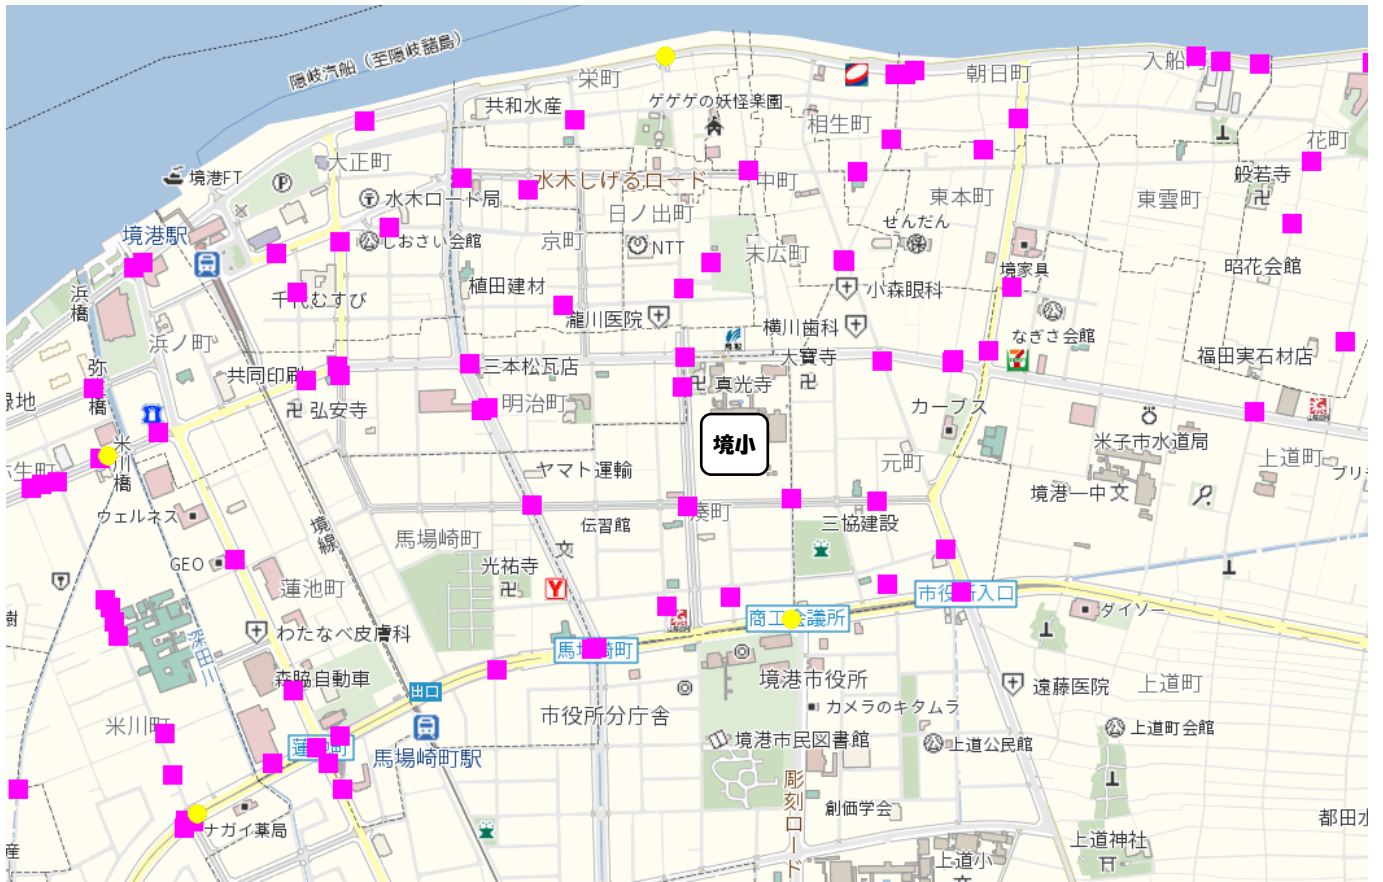 隠岐汽船（至隠岐諸島）
栄町
入船
朝日町
共和水産
ゲゲゲの妖怪楽園
相生町
花町
大正町
境港FT
P
水木しげるロード
中町
般若寺
水木ロード局
日ノ出町
東本町
東雲町
せんだん
境港駅
しおさい会館
京町
NTT
末広町
昭花会館
境家具
植田建材
小森眼科
千代むすび
浜橋
瀧川医院
横川歯科
なぎさ会館
浜ノ町
大寶寺
福田実石材店
三本松瓦店
共同印刷
真光寺
弥
橋
緑地
弘安寺
明治町
カーブス
境小
米子市水道局
米川橋
ヤマト運輸
元町
上道町
境港一中
ウェルネス
湊町
三協建設
伝習館
境線
馬場崎町
光祐寺
GEO
蓮池町
市役所入口
ダイソー
樹
商工会議所
わたなべ皮膚科
馬場崎町
森脇自動車
境港市役所
遠藤医院
上道町
出口
カメラのキタムラ
市役所分庁舎
米川町
上道町会館
境港市民図書館
上道公民館
馬場崎町駅
彫刻ロード
創価学会
ナガイ薬局
都田水
上道神社
上道小
産